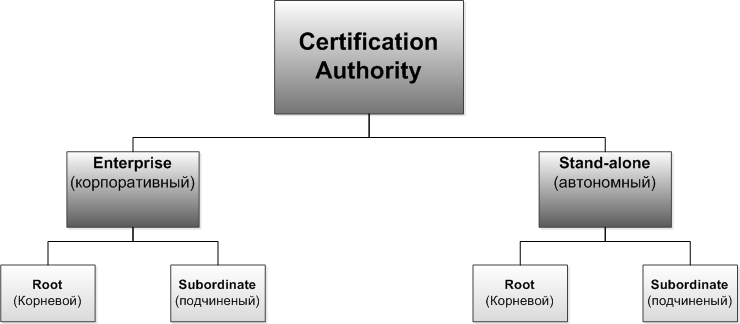 Certification
Authority
Enterprise
(корпоративный)
Stand-alone
(автономный)
Root
(Корневой)
Subordinate
(подчиненый)
Root
(Корневой)
Subordinate
(подчиненый)